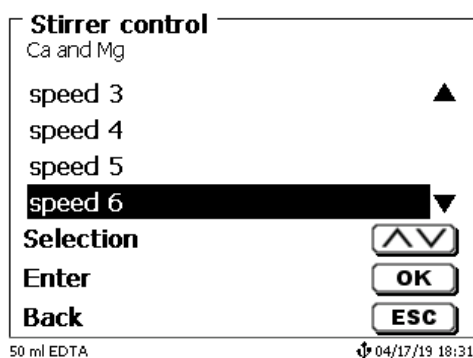 Stirrer control
Ca and Mg
speed 3
speed 4
speed 5
speed 6
Selection
Enter OK
Back ESC
50 ml EDTA 04/17/19 18:31